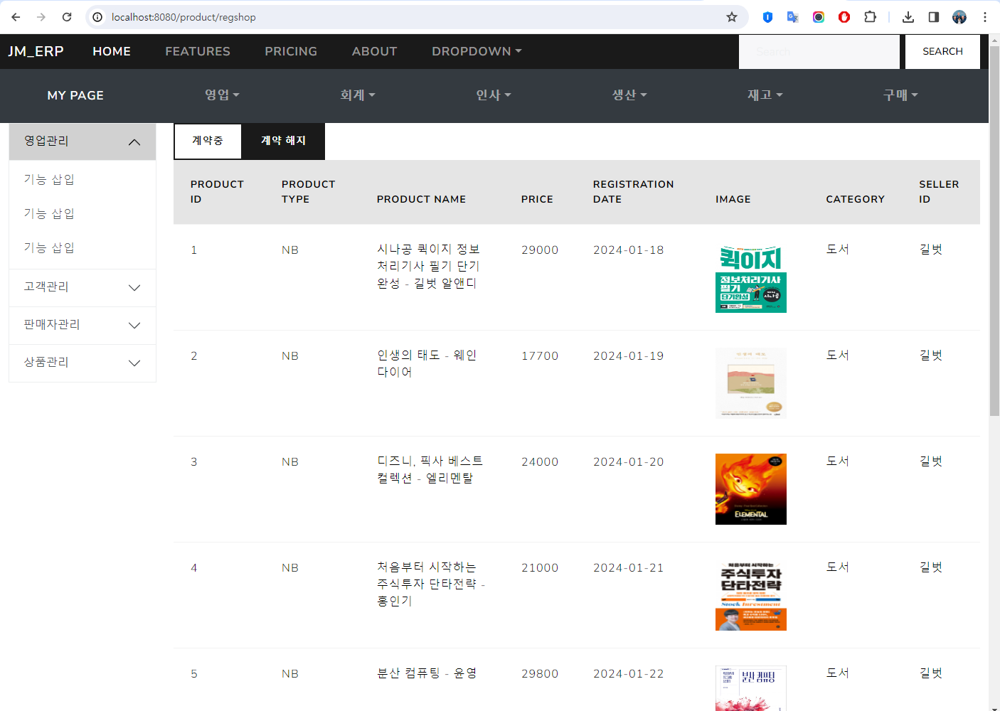 localhost:8080/product/regshop
JM_ERP HOME FEATURES PRICING ABOUT DROPDOWN Search SEARCH
MY PAGE 영업 회계 인사 생산 재고 구매
영업관리
기능 삽입
기능 삽입
기능 삽입
고객관리
판매자관리
상품관리
계약중 계약 해지
PRODUCT ID PRODUCT TYPE PRODUCT NAME PRICE REGISTRATION DATE IMAGE CATEGORY SELLER ID
1 NB 시나공 퀵이지 정보 29000 2024-01-18 도서 길벗
처리기사 필기 단기
완성 - 길벗 알앤디
퀵이지
정보처리기사
필기
단기완성
시나공
2 NB 인생의 태도 - 웨인 17700 2024-01-19 도서 길벗
다이어
3 NB 디즈니, 픽사 베스트 24000 2024-01-20 도서 길벗
컬렉션 - 엘리멘탈
ELEMENTAL
4 NB 처음부터 시작하는 21000 2024-01-21 도서 길벗
주식투자 단타전략 -
홍인기
처음부터 시작하는
주식투자
단타전략
Stock Investment
5 NB 분산 컴퓨팅 - 윤영 29800 2024-01-22 도서 길벗
분산 컴퓨팅